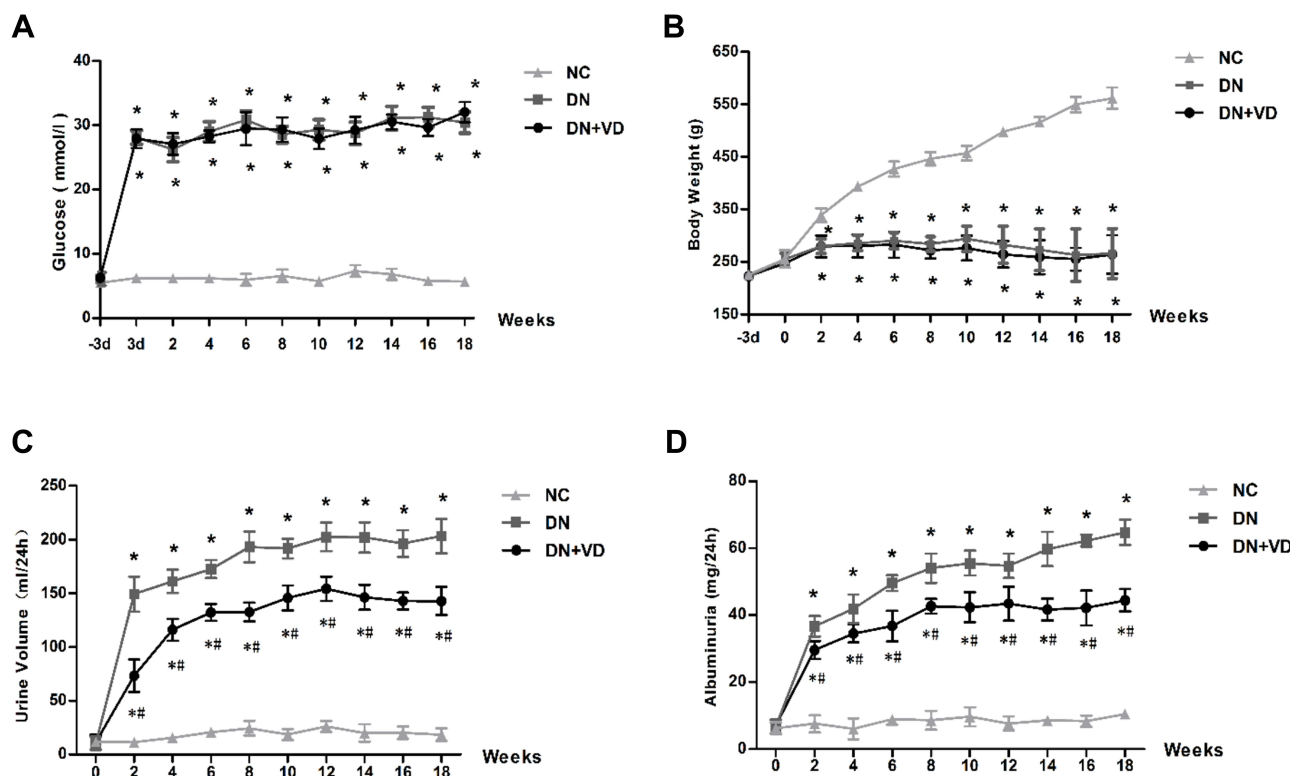 A
Glucose ( mmol/l)
40
30
20
10
0
* * * * * * * * * * *
* * * * * * * * * *
-3d 3d 2 4 6 8 10 12 14 16 18
Weeks
NC
DN
DN+VD
B
Body Weight (g)
650
550
450
350
250
150
* * * * * * * * *
* * * * * * * * *
-3d 0 2 4 6 8 10 12 14 16 18
Weeks
NC
DN
DN+VD
C
Urine Volume (ml/24h)
250
200
150
100
50
0
* * * * * * * * *
*# *# *# *# *# *# *# *# *#
0 2 4 6 8 10 12 14 16 18
Weeks
NC
DN
DN+VD
D
Albuminuria (mg/24h)
80
60
40
20
0
* * * * * * * * *
*# *# *# *# *# *# *# *# *#
0 2 4 6 8 10 12 14 16 18
Weeks
NC
DN
DN+VD